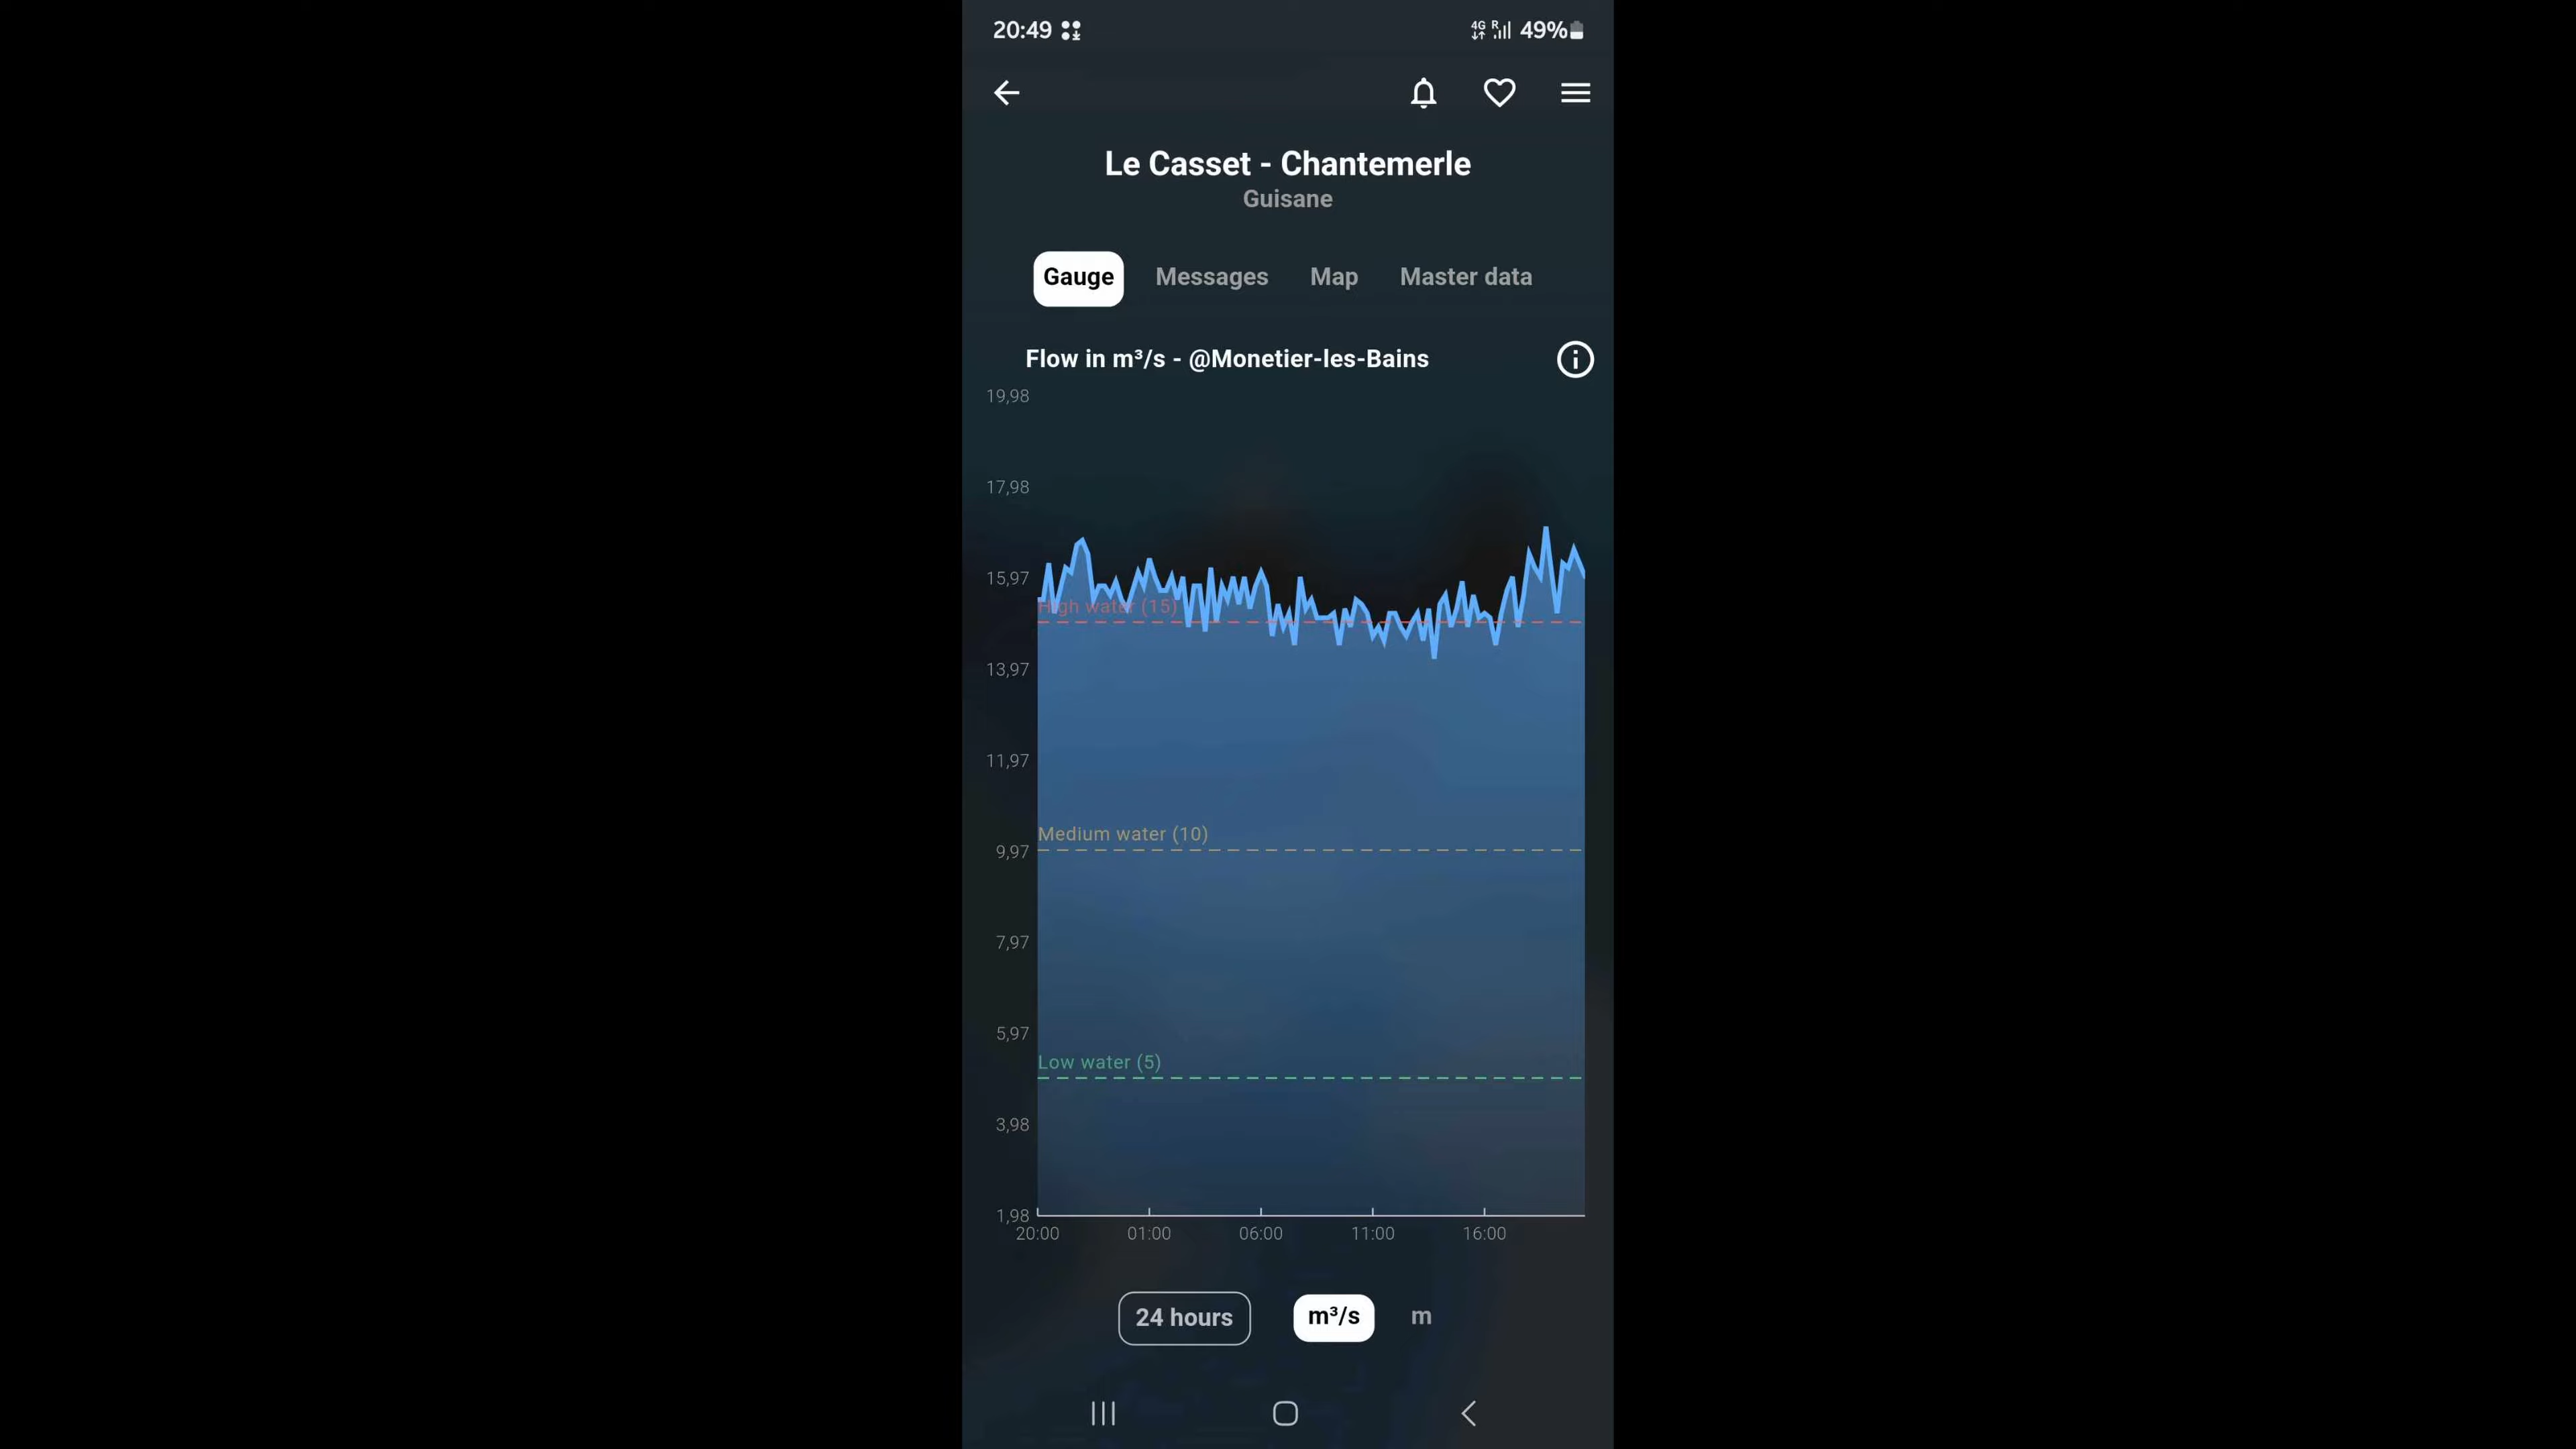 20:49 4G R 49%
Le Casset - Chantemerle
Guisane
Gauge Messages Map Master data
Flow in m³/s - @Monetier-les-Bains
19,98
17,98
15,97
High water (15)
13,97
11,97
Medium water (10)
9,97
7,97
5,97
Low water (5)
3,98
1,98
20:00 01:00 06:00 11:00 16:00
24 hours m³/s m